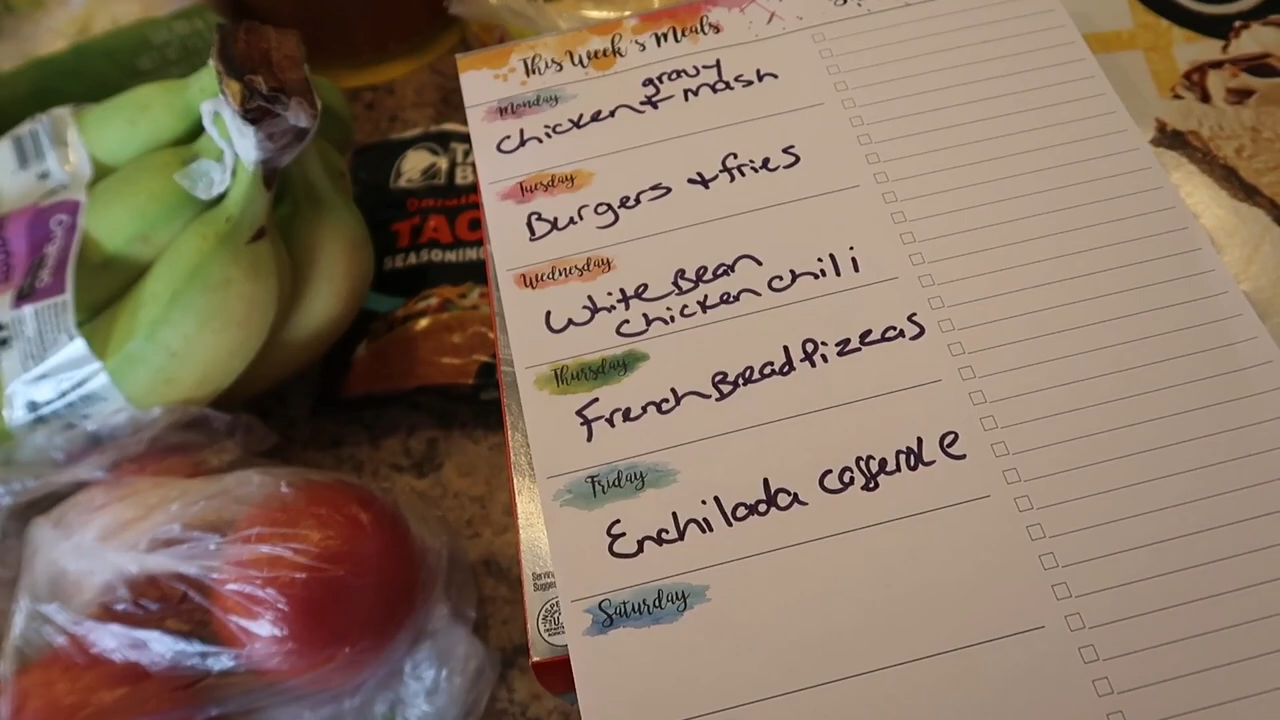 This Week's Meals
Monday
gravy
Chicken + mash
Tuesday
Burgers + fries
Wednesday
White Bean
chicken chili
Thursday
French Bread Pizzas
Friday
Enchilada casserole
Saturday
TACO
SEASONING
Organic